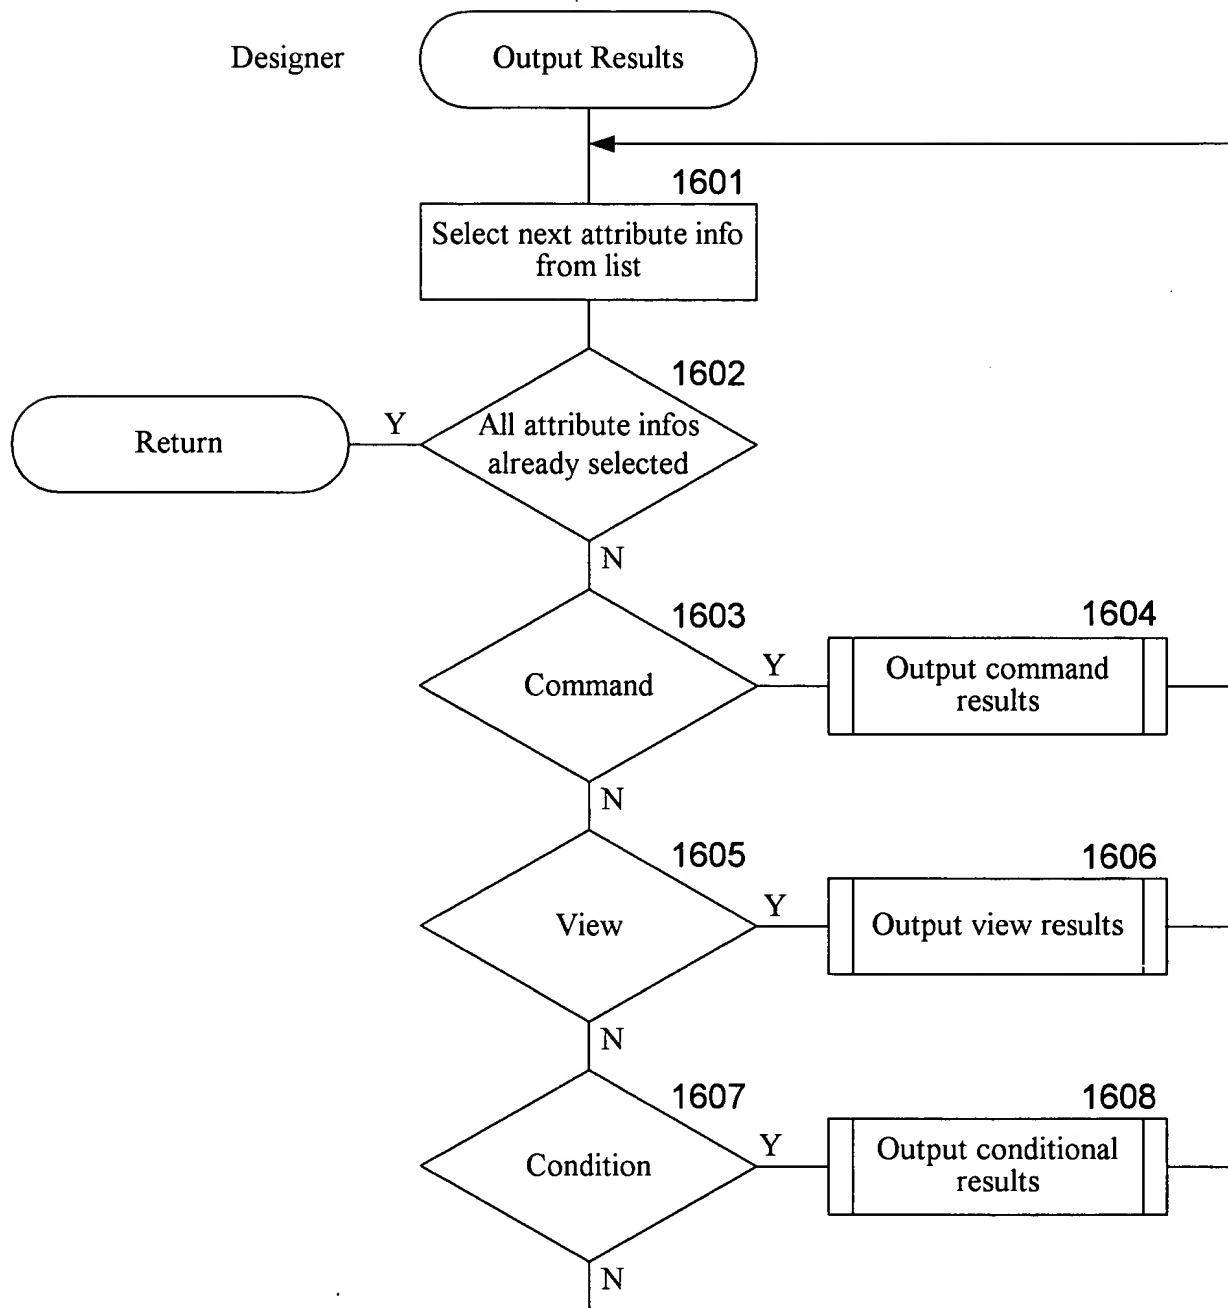 Designer
Output Results
1601
Select next attribute info
from list
1602
All attribute infos
already selected
Y
Return
N
1603
Command
Y
1604
Output command
results
N
1605
View
Y
1606
Output view results
N
1607
Condition
Y
1608
Output conditional
results
N